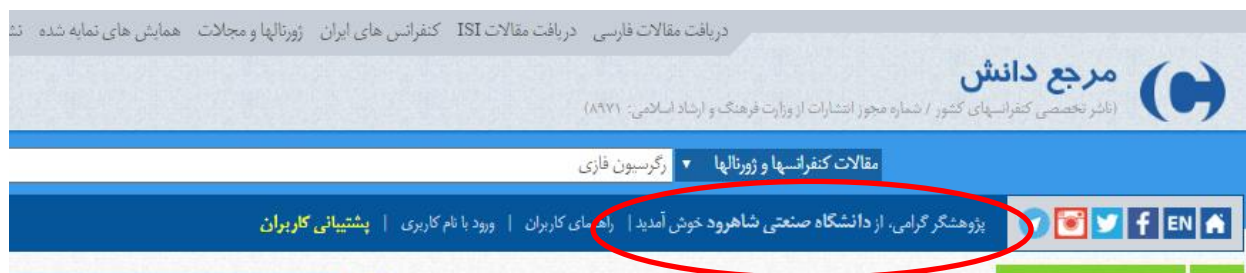 دریافت مقالات فارسی دریافت مقالات ISI کنفرانس های ایران ژورنالها و مجلات همایش های نمایه شده
مرجع دانش
(ناشر تخصصی کنفرانسهای کشور / شماره مجوز انتشارات از وزارت فرهنگ و ارشاد اسلامی: ۸۹۷۱)
مقالات کنفرانسها و ژورنالها ▼ رگرسیون فازی
EN پژوهشگر گرامی، از دانشگاه صنعتی شاهرود خوش آمدید | راهنمای کاربران | ورود با نام کاربری | پشتیبانی کاربران